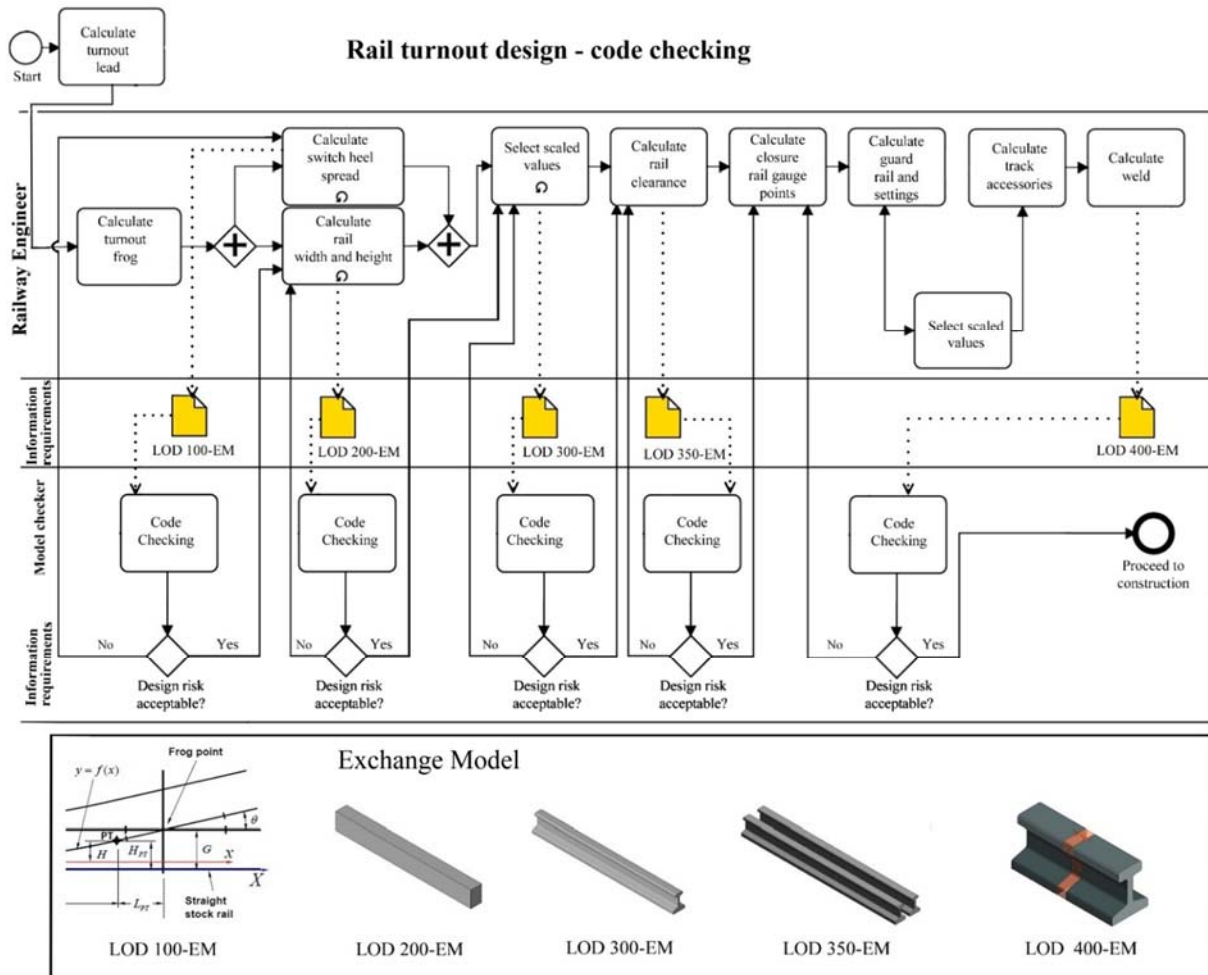 Calculate
turnout
lead
Start
Rail turnout design - code checking
Railway Engineer
Calculate
switch heel
spread
Select scaled
values
Calculate
rail
clearance
Calculate
closure
rail gauge
points
Calculate
guard
rail and
settings
Calculate
track
accessories
Calculate
weld
Calculate
turnout
frog
Calculate
rail
width and height
Select scaled
values
Information
requirements
LOD 100-EM
LOD 200-EM
LOD 300-EM
LOD 350-EM
LOD 400-EM
Model checker
Code
Checking
Code
Checking
Code
Checking
Code
Checking
Code
Checking
Proceed to
construction
Information
requirements
No
Yes
No
Yes
No
Yes
No
Yes
No
Yes
Design risk
acceptable?
Design risk
acceptable?
Design risk
acceptable?
Design risk
acceptable?
Design risk
acceptable?
Exchange Model
Frog point
y = f(x)
θ
PT
H
H_PT
G
x
X
L_PT
Straight
stock rail
LOD 100-EM
LOD 200-EM
LOD 300-EM
LOD 350-EM
LOD 400-EM